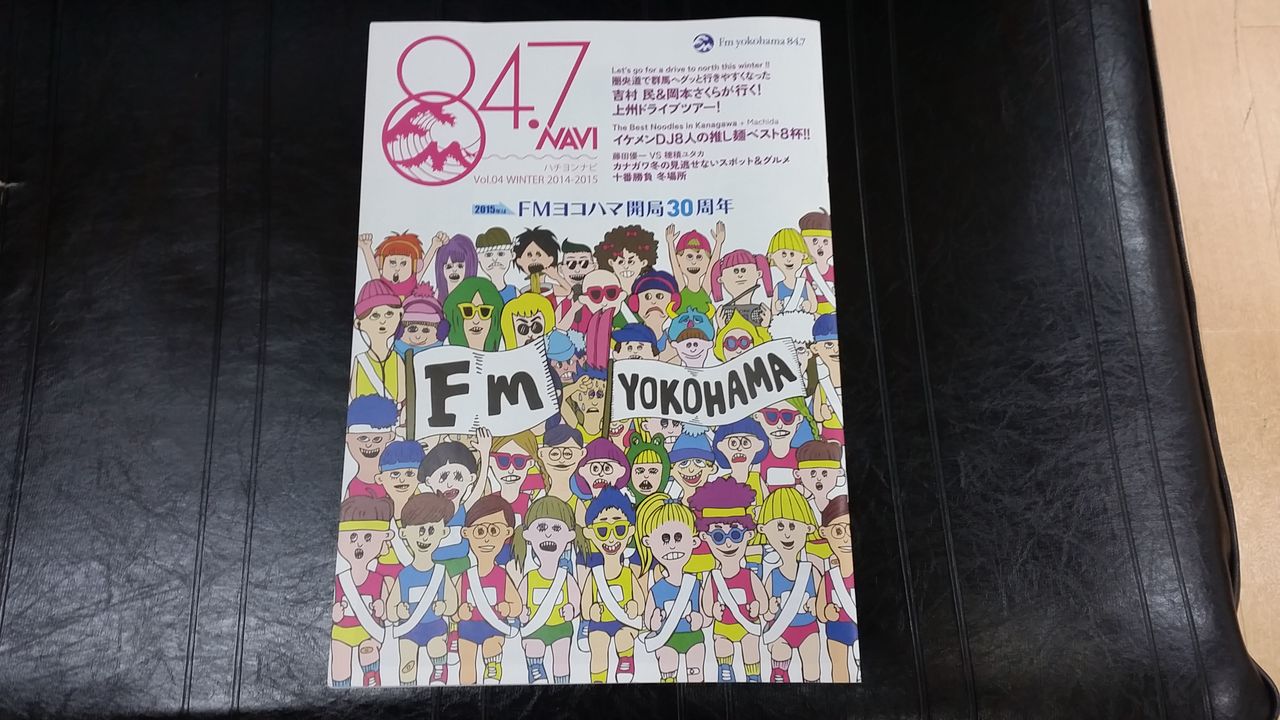 84.7
NAVI
ハチヨンナビ
Vol.04 WINTER 2014-2015
Fm yokohama 84.7
Let's go for a drive to north this winter !!
圏央道で群馬へグッと行きやすくなった
吉村 民&岡本さくらが行く!
上州ドライブツアー!
The Best Noodles in Kanagawa + Machida
イケメンDJ8人の推し麺ベスト8杯!!
藤田優一 VS 穂積ユタカ
カナガワ冬の見逃せないスポット&グルメ
十番勝負 冬場所
2015年は FMヨコハマ開局30周年
Fm
YOKOHAMA